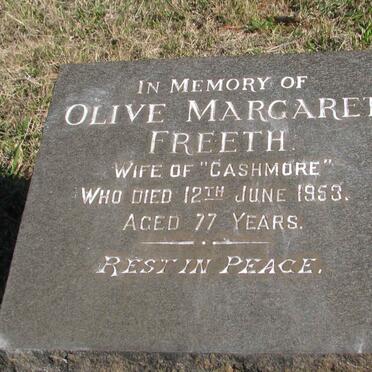 IN MEMORY OF
OLIVE MARGARET
FREETH.
WIFE OF "CASHMORE"
WHO DIED 12TH JUNE 1953.
AGED 77 YEARS.
REST IN PEACE.